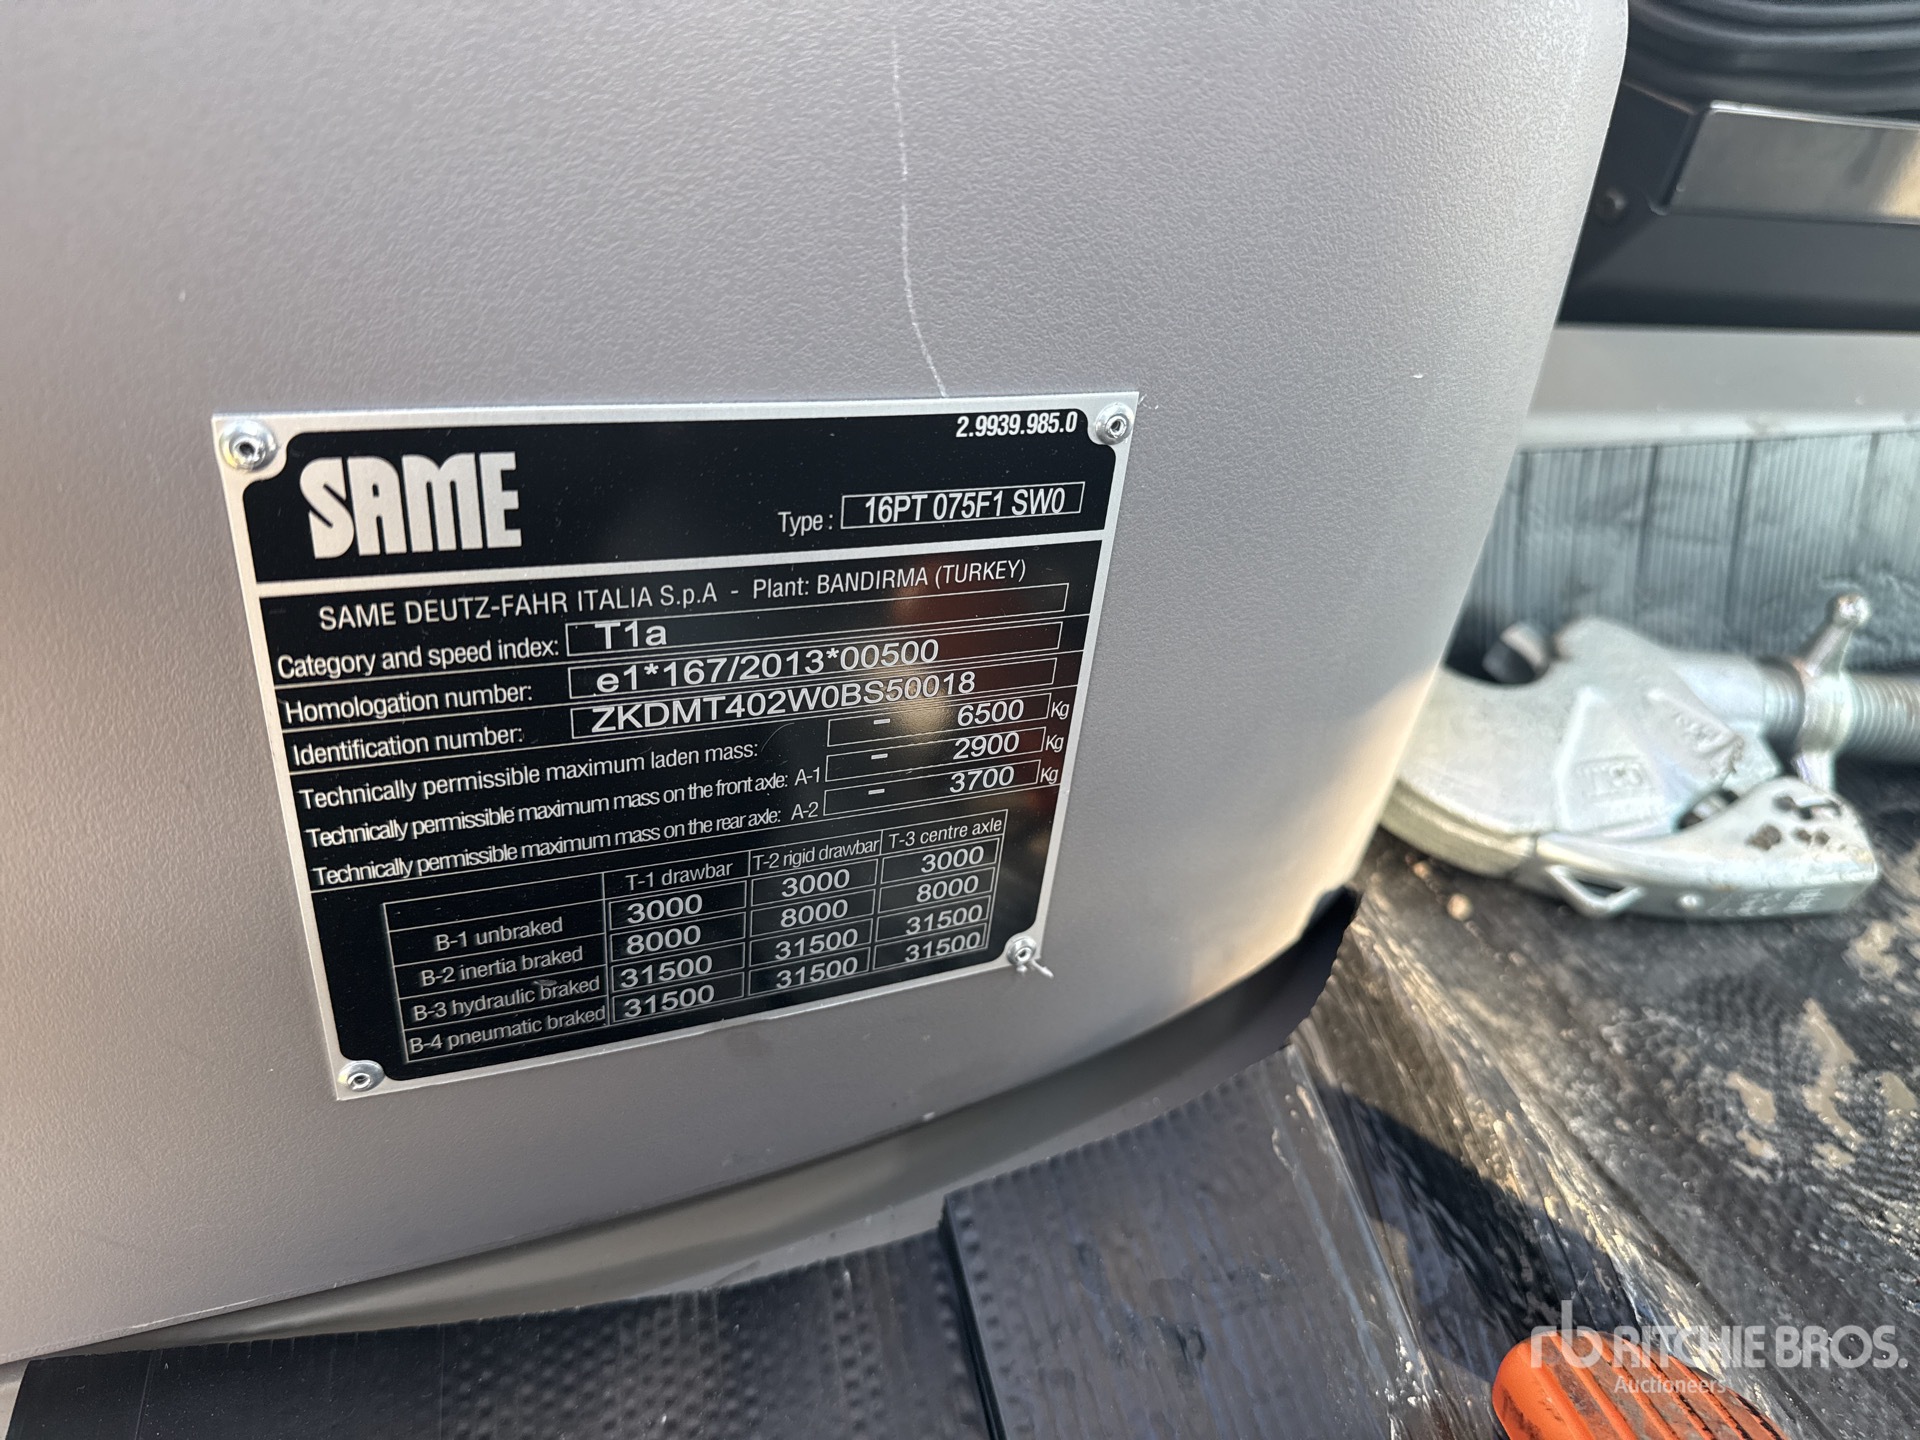 2.9939.985.0
SAME
Type : 16PT 075F1 SW0
SAME DEUTZ-FAHR ITALIA S.p.A - Plant: BANDIRMA (TURKEY)
Category and speed index: T1a
Homologation number: e1*167/2013*00500
Identification number: ZKDMT402W0BS50018
Technically permissible maximum laden mass: - 6500 Kg
Technically permissible maximum mass on the front axle: A-1 - 2900 Kg
Technically permissible maximum mass on the rear axle: A-2 - 3700 Kg
T-1 drawbar T-2 rigid drawbar T-3 centre axle
B-1 unbraked 3000 3000 3000
B-2 inertia braked 8000 8000 8000
B-3 hydraulic braked 31500 31500 31500
B-4 pneumatic braked 31500 31500 31500
rb RITCHIE BROS.
Auctioneers